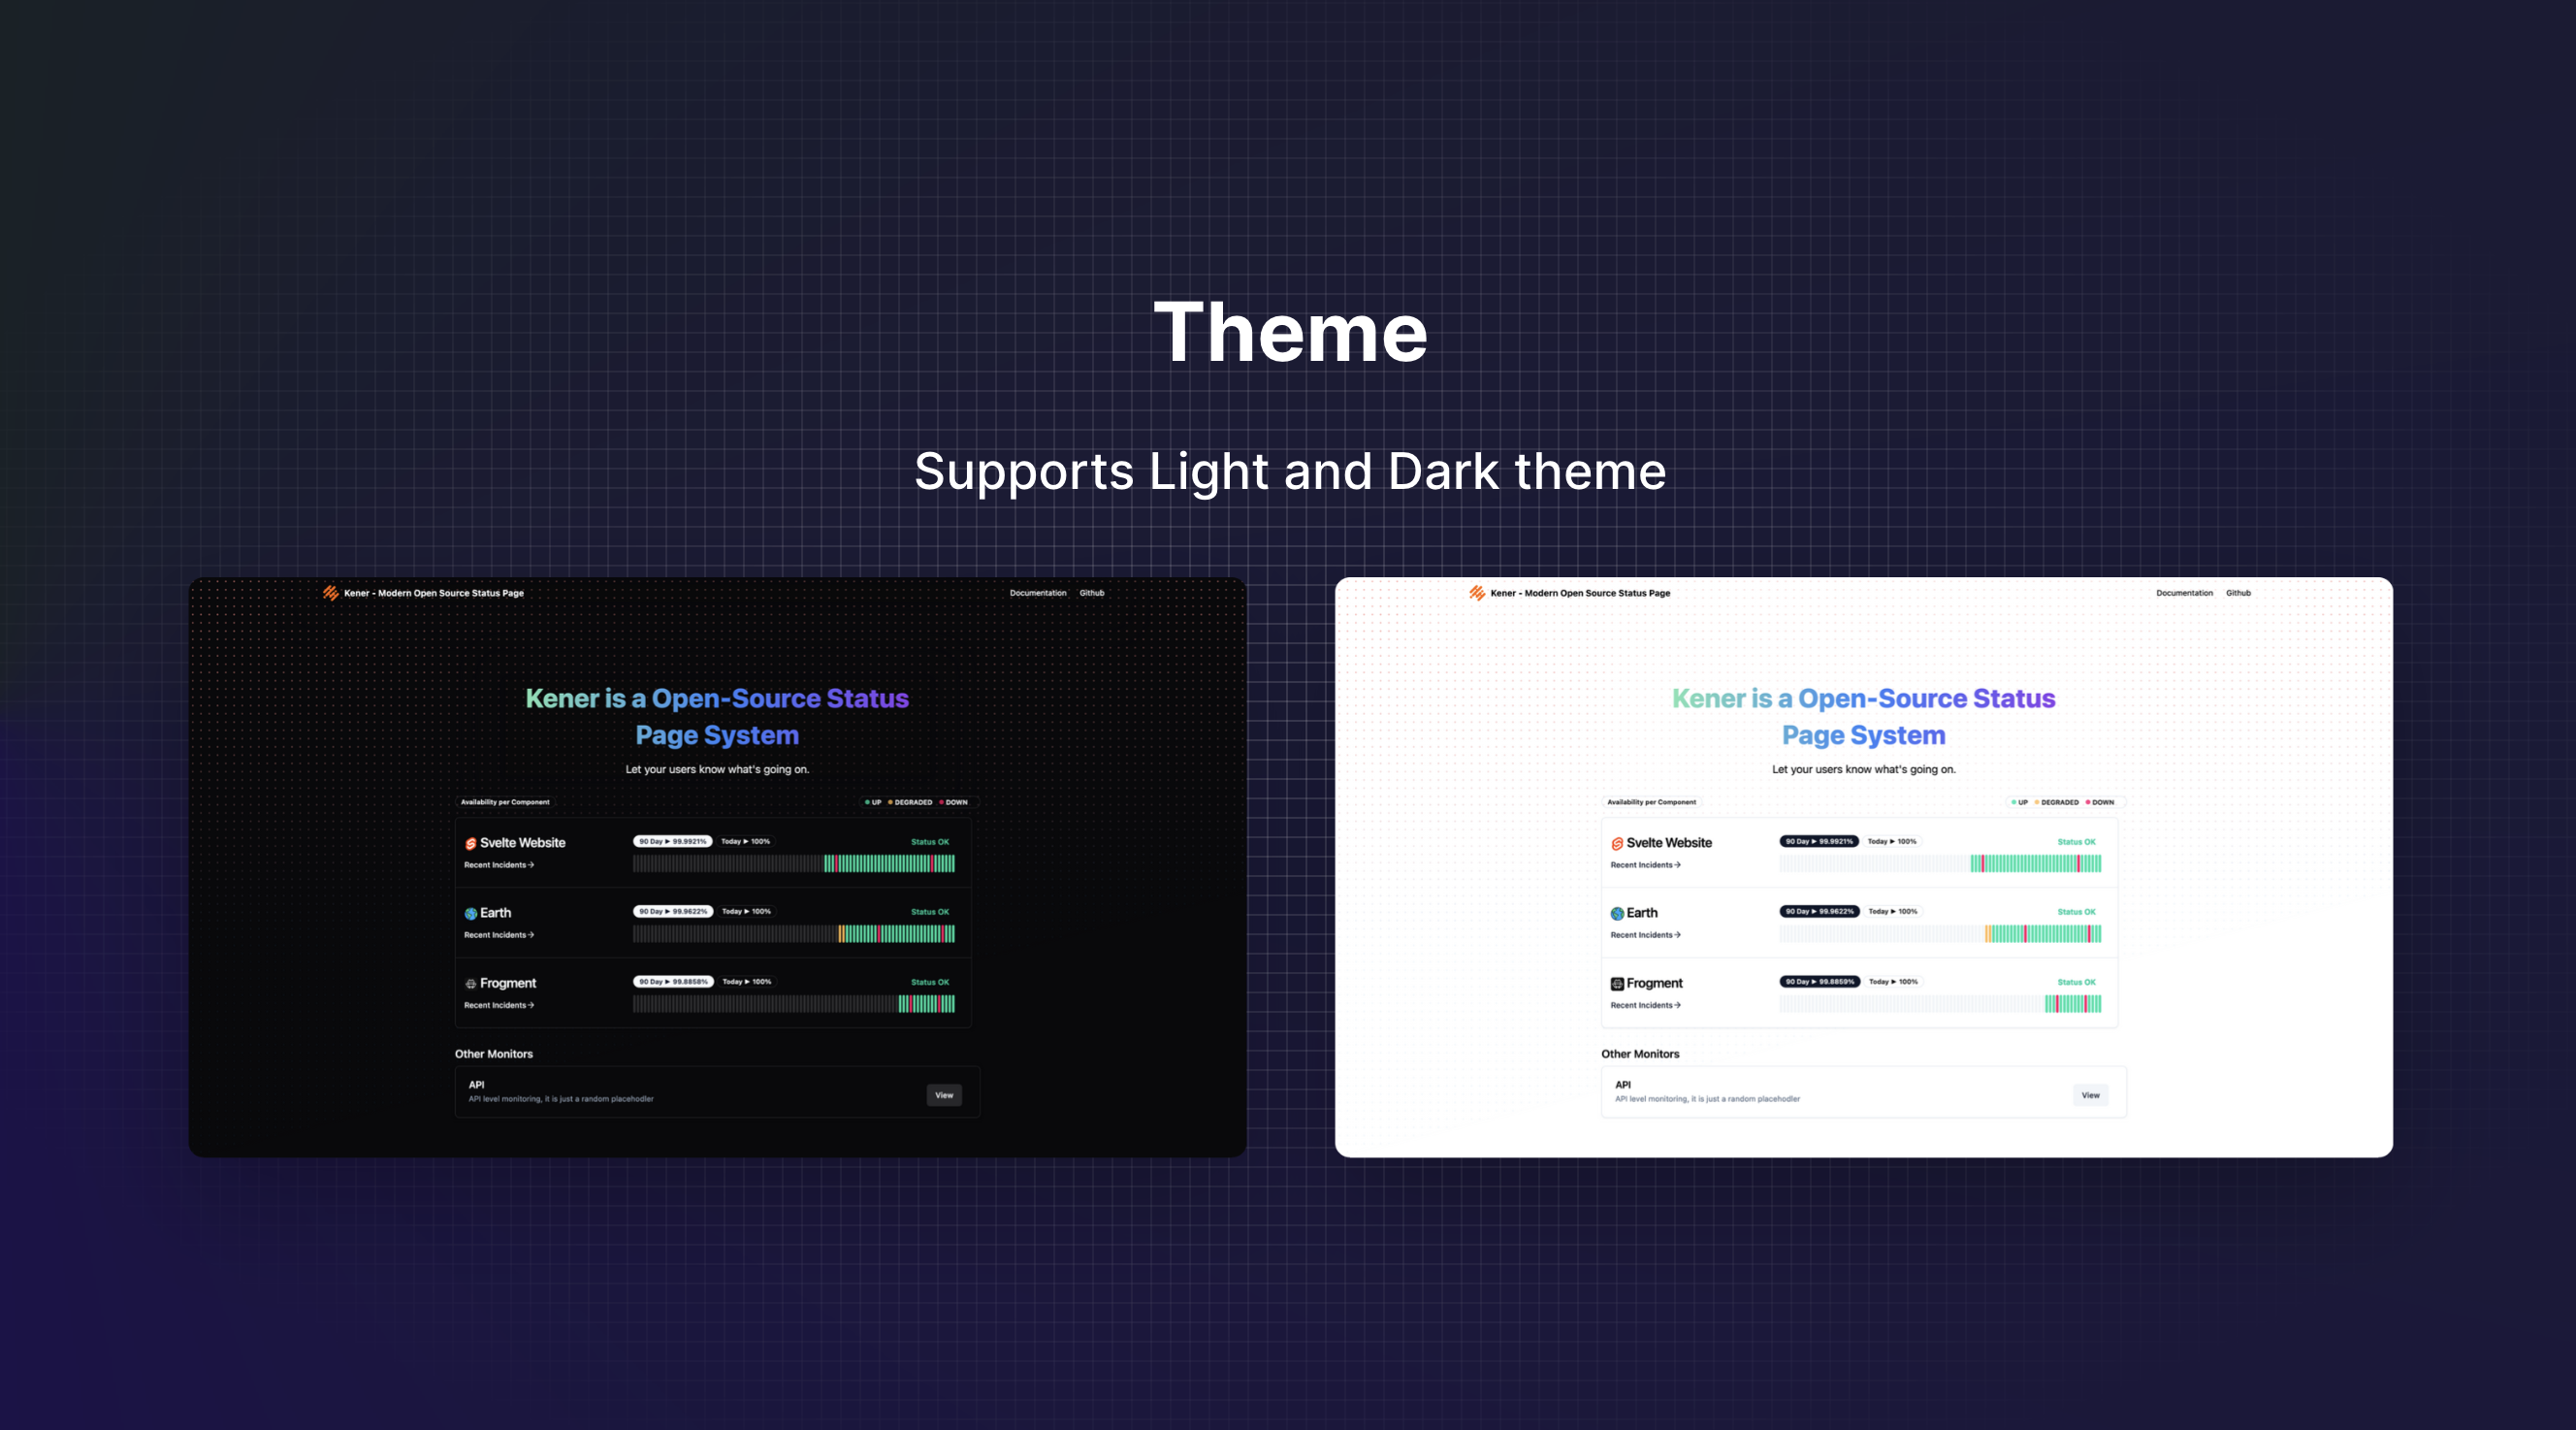 Theme
Supports Light and Dark theme
Kener - Modern Open Source Status Page
Documentation Github
Kener is a Open-Source Status
Page System
Let your users know what's going on.
Availability per Component
UP DEGRADED DOWN
Svelte Website
90 Day ► 99.9921% Today ► 100% Status OK
Recent Incidents →
Earth
90 Day ► 99.9622% Today ► 100% Status OK
Recent Incidents →
Frogment
90 Day ► 99.8858% Today ► 100% Status OK
Recent Incidents →
Other Monitors
API
API level monitoring, it is just a random placehodler
View
Kener - Modern Open Source Status Page
Documentation Github
Kener is a Open-Source Status
Page System
Let your users know what's going on.
Availability per Component
UP DEGRADED DOWN
Svelte Website
90 Day ► 99.9921% Today ► 100% Status OK
Recent Incidents →
Earth
90 Day ► 99.9622% Today ► 100% Status OK
Recent Incidents →
Frogment
90 Day ► 99.8859% Today ► 100% Status OK
Recent Incidents →
Other Monitors
API
API level monitoring, it is just a random placehodler
View